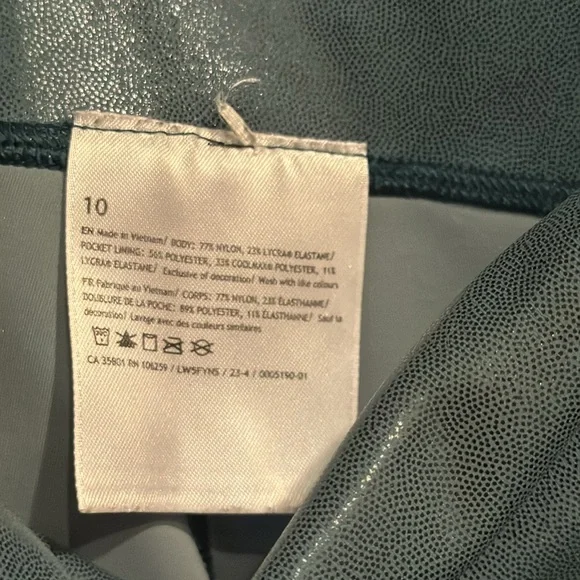 10
EN Made in Vietnam/ BODY: 77% NYLON, 23% LYCRA® ELASTANE/
POCKET LINING: 56% POLYESTER, 33% COOLMAX® POLYESTER, 11%
LYCRA® ELASTANE/ Exclusive of decoration/ Wash with like colours
FR Fabriqué au Vietnam/ CORPS: 77% NYLON, 23% ÉLASTHANNE/
DOUBLURE DE LA POCHE: 89% POLYESTER, 11% ÉLASTHANNE/ Sauf la
décoration/ Lavage avec des couleurs similaires
CA 35801 RN 106259 / LW5FYNS / 23-4 / 0005190-01